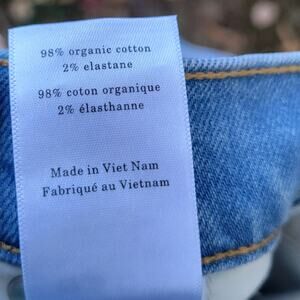 98% organic cotton
2% elastane
98% coton organique
2% élasthanne
Made in Viet Nam
Fabriqué au Vietnam